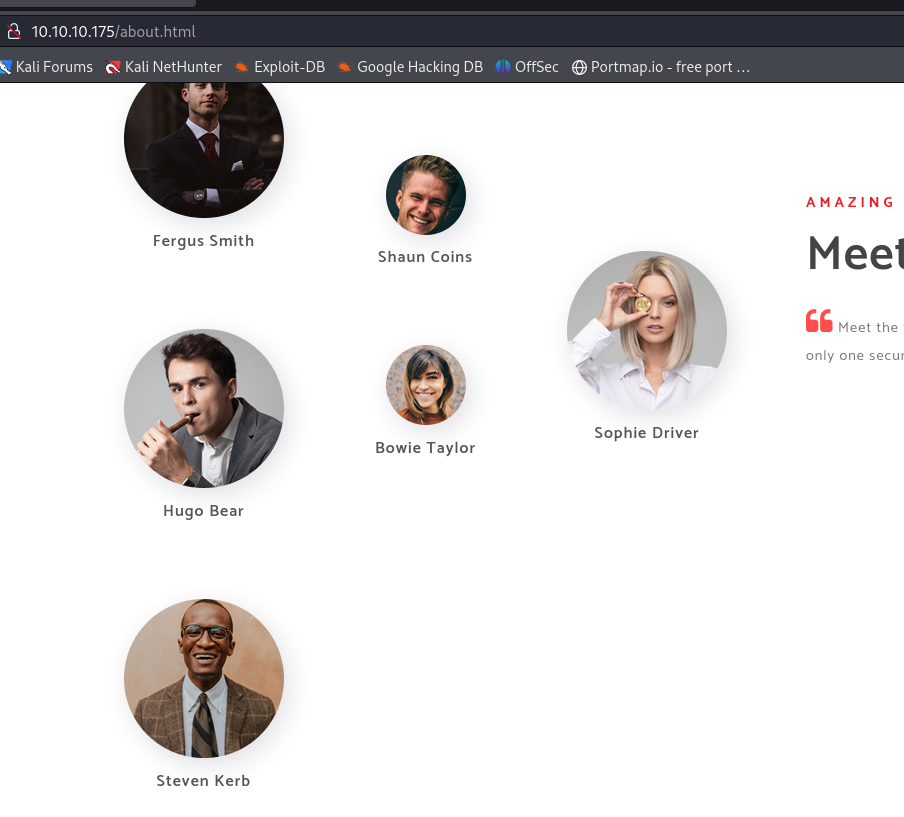 10.10.10.175/about.html
Kali Forums Kali NetHunter Exploit-DB Google Hacking DB OffSec Portmap.io - free port …
Fergus Smith
Shaun Coins
Hugo Bear
Bowie Taylor
Sophie Driver
Steven Kerb
AMAZING
Meet
Meet the
only one secur